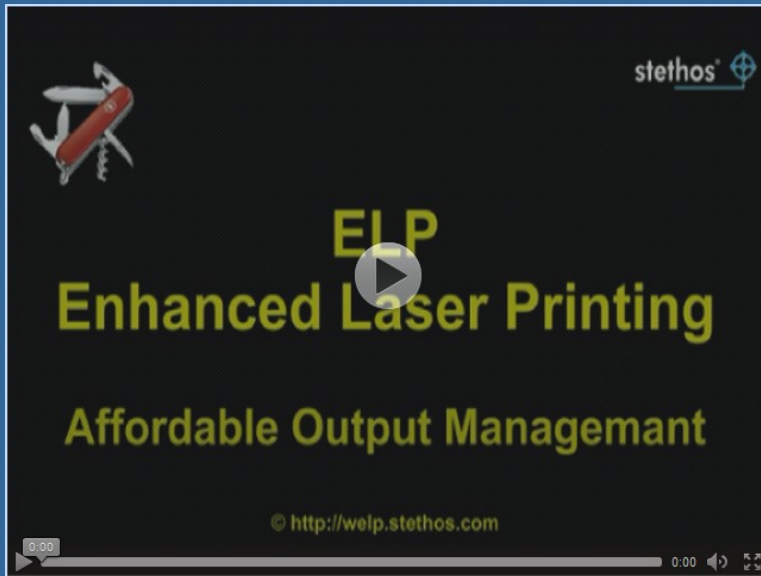 stethos®
ELP
Enhanced Laser Printing
Affordable Output Managemant
© http://welp.stethos.com
0:00
0:00